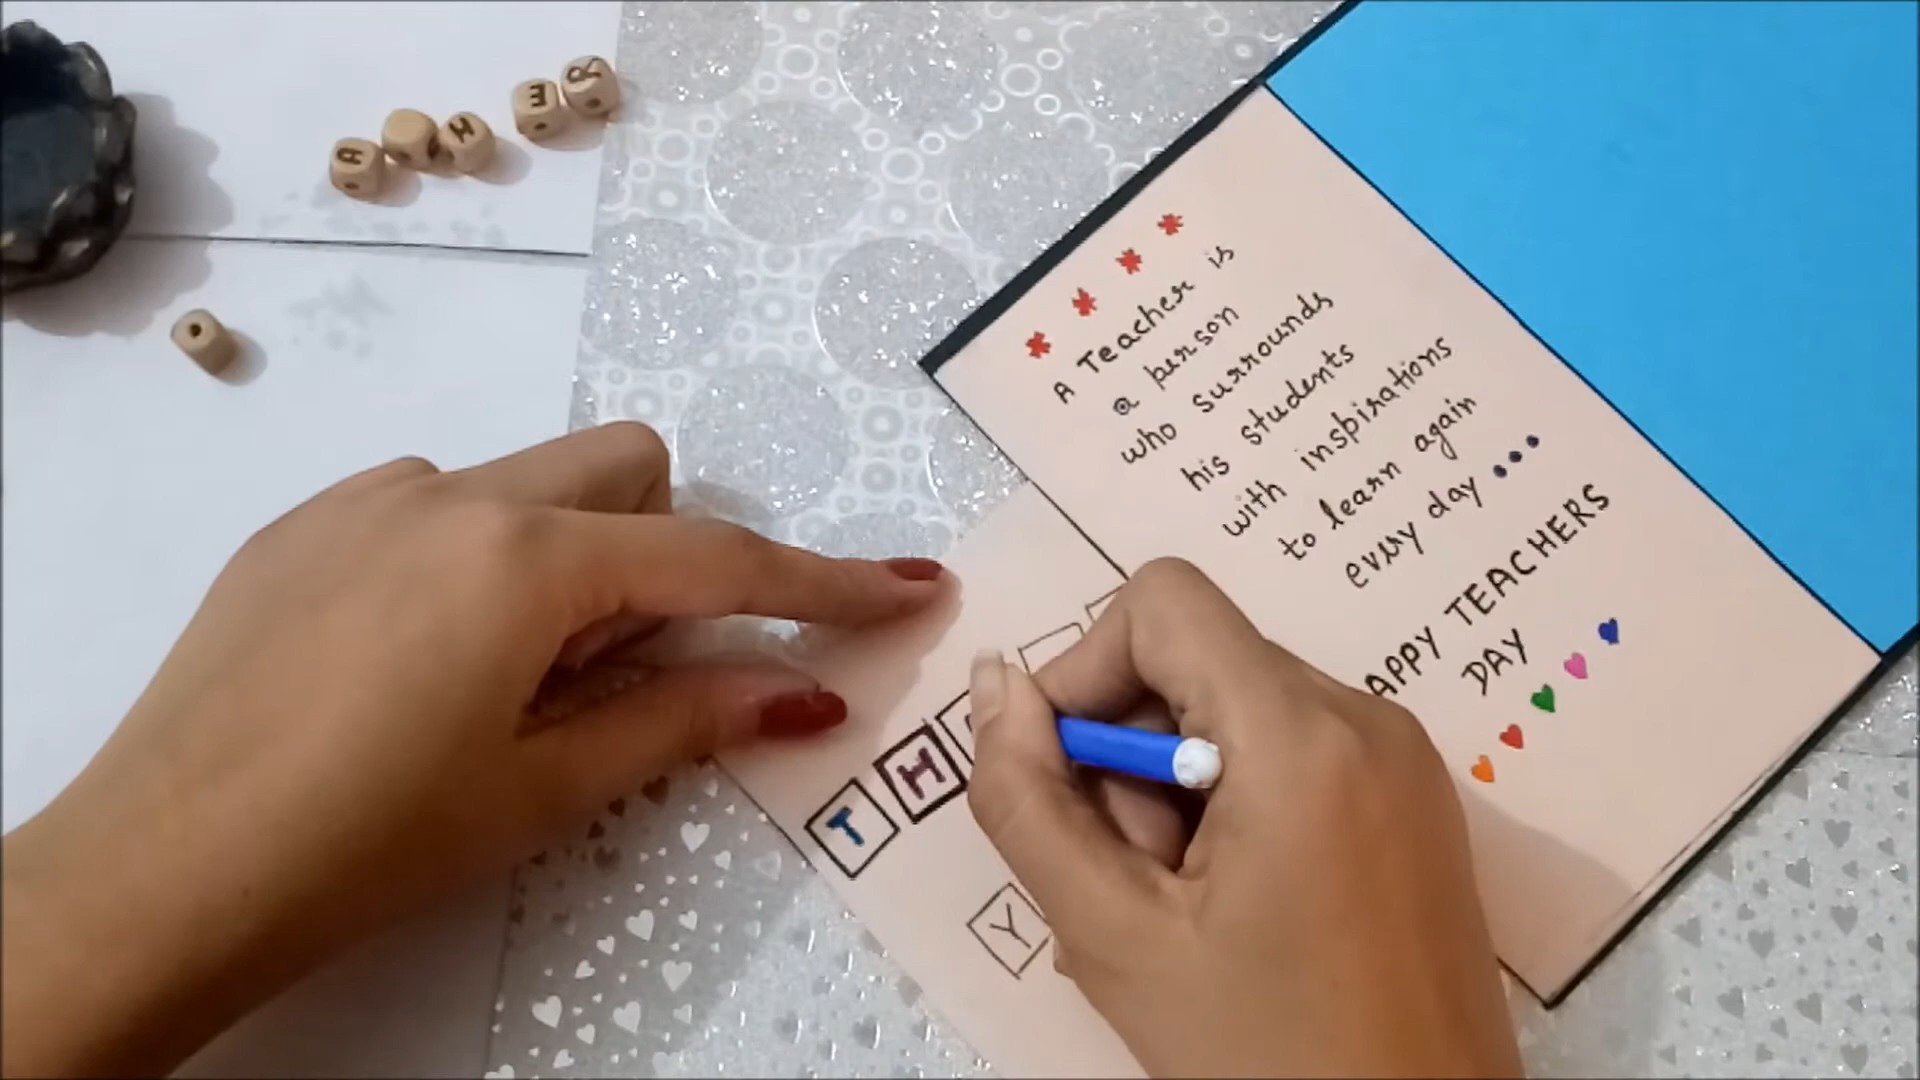 A
H
E
R
A Teacher is
a person
who surrounds
his students
with inspirations
to learn again
every day •••
APPY TEACHERS
DAY
T H
Y